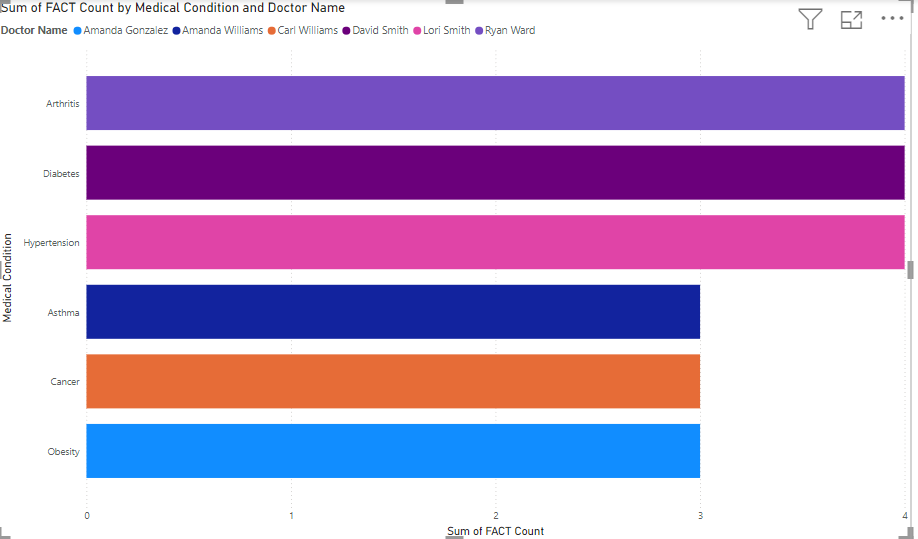 Sum of FACT Count by Medical Condition and Doctor Name
Doctor Name Amanda Gonzalez Amanda Williams Carl Williams David Smith Lori Smith Ryan Ward
Medical Condition
Arthritis
Diabetes
Hypertension
Asthma
Cancer
Obesity
0 1 2 3 4
Sum of FACT Count